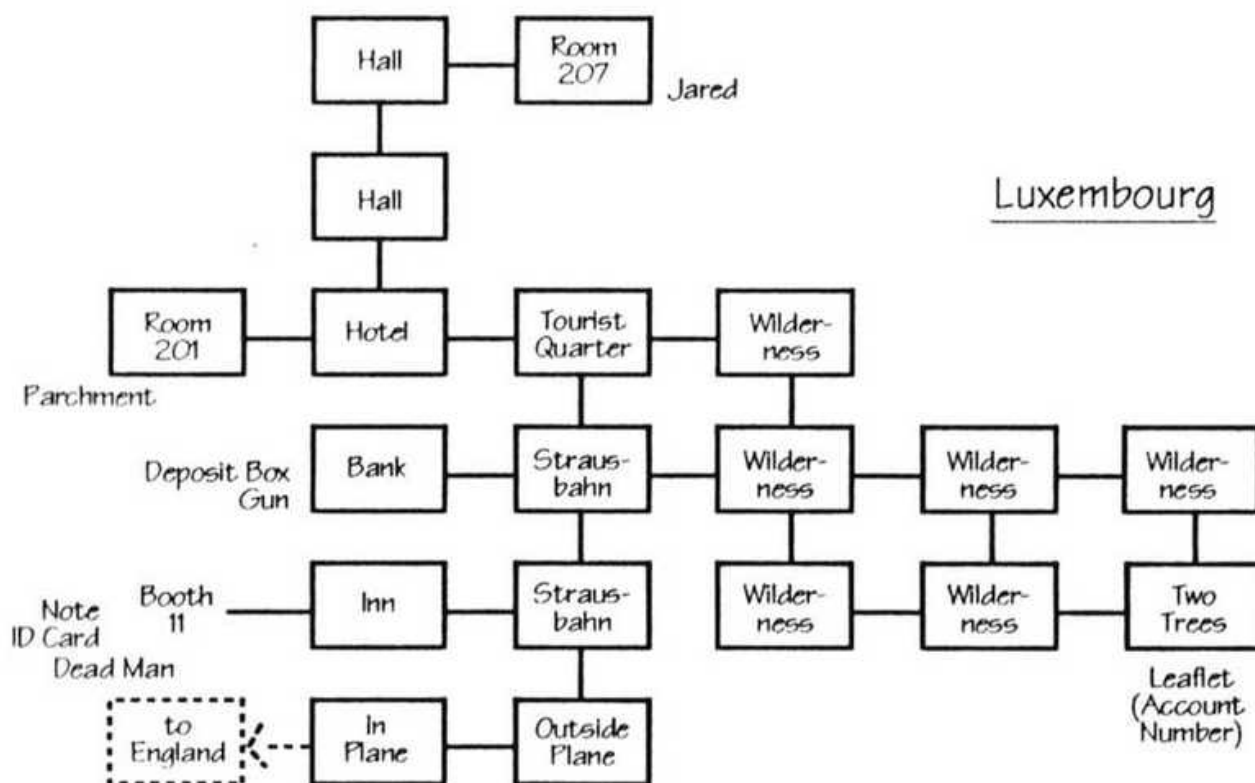 Hall
Room
207
Jared
Hall
Luxembourg
Room
201
Hotel
Tourist
Quarter
Wilder-
ness
Parchment
Deposit Box
Gun
Bank
Straus-
bahn
Wilder-
ness
Wilder-
ness
Wilder-
ness
Note
ID Card
Dead Man
Booth
11
Inn
Straus-
bahn
Wilder-
ness
Wilder-
ness
Two
Trees
Leaflet
(Account
Number)
to
England
In
Plane
Outside
Plane